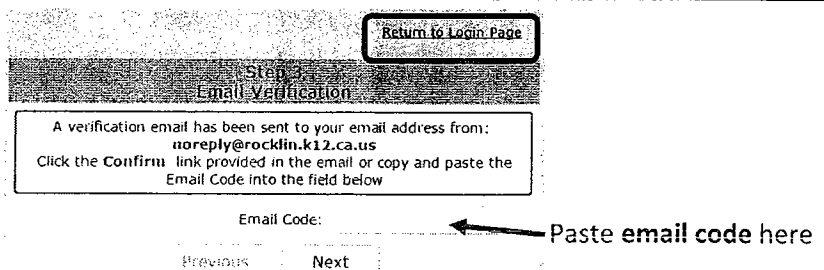 Return to Login Page
Step 3
Email Verification
A verification email has been sent to your email address from:
noreply@rocklin.k12.ca.us
Click the Confirm link provided in the email or copy and paste the
Email Code into the field below
Email Code:
Paste email code here
Previous Next